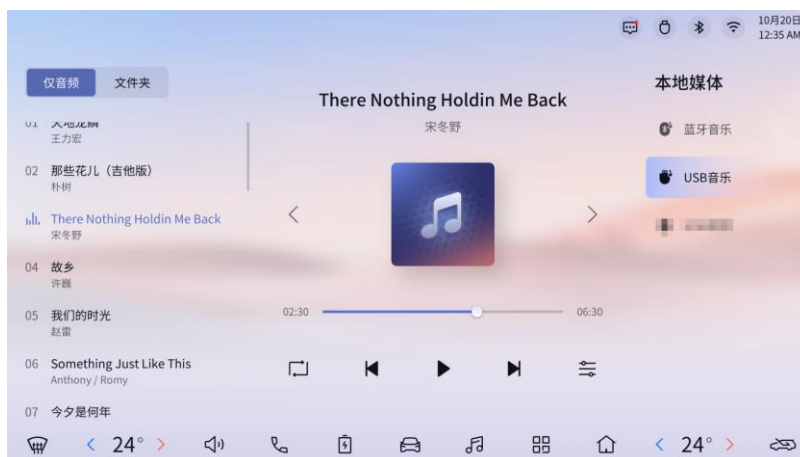 10月20日
12:35 AM
仅音频
文件夹
王力宏
02 那些花儿（吉他版）
朴树
There Nothing Holdin Me Back
宋冬野
04 故乡
许巍
05 我们的时光
赵雷
06 Something Just Like This
Anthony / Romy
07 今夕是何年
There Nothing Holdin Me Back
宋冬野
02:30
06:30
本地媒体
蓝牙音乐
USB音乐
24°
24°